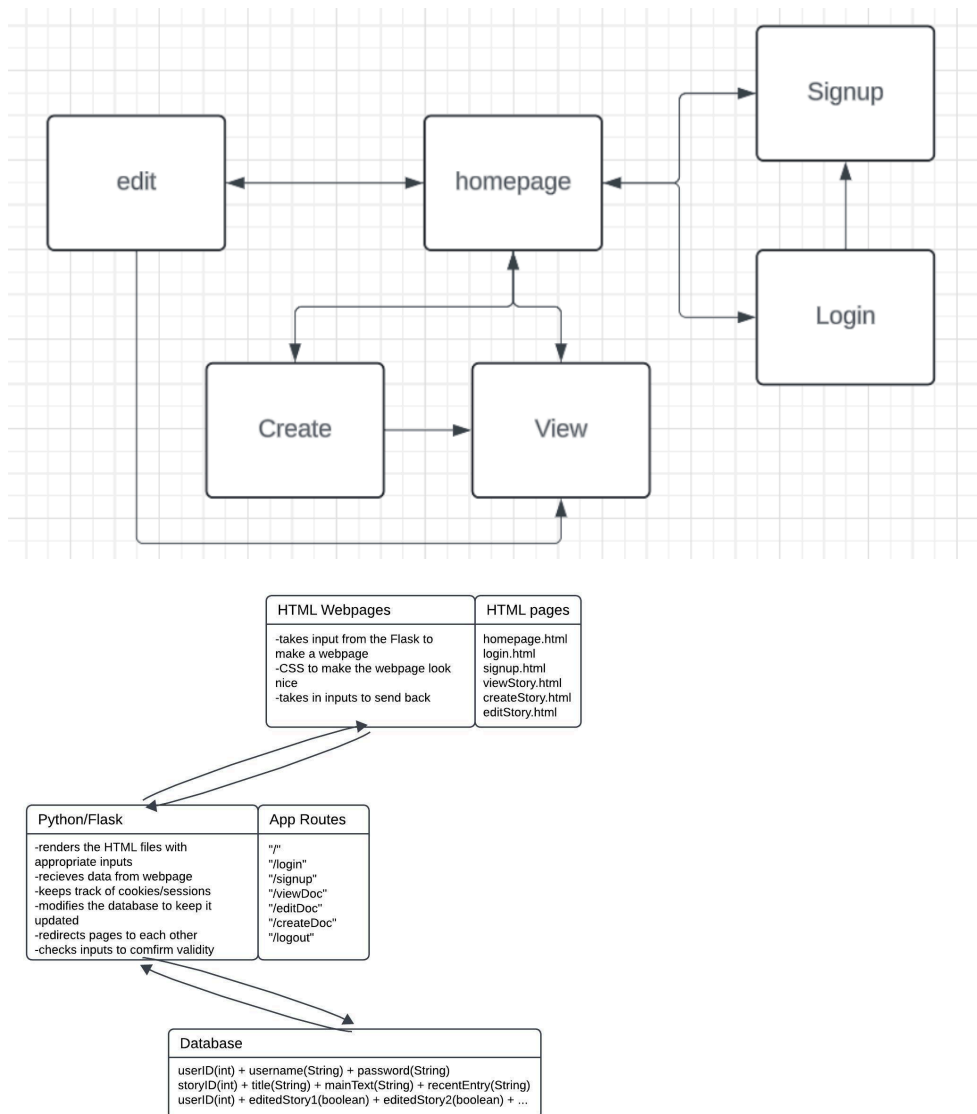 Signup
edit
homepage
Login
Create
View
HTML Webpages
-takes input from the Flask to
make a webpage
-CSS to make the webpage look
nice
-takes in inputs to send back
HTML pages
homepage.html
login.html
signup.html
viewStory.html
createStory.html
editStory.html
Python/Flask
-renders the HTML files with
appropriate inputs
-recieves data from webpage
-keeps track of cookies/sessions
-modifies the database to keep it
updated
-redirects pages to each other
-checks inputs to comfirm validity
App Routes
"/"
"/login"
"/signup"
"/viewDoc"
"/editDoc"
"/createDoc"
"/logout"
Database
userID(int) + username(String) + password(String)
storyID(int) + title(String) + mainText(String) + recentEntry(String)
userID(int) + editedStory1(boolean) + editedStory2(boolean) + ...